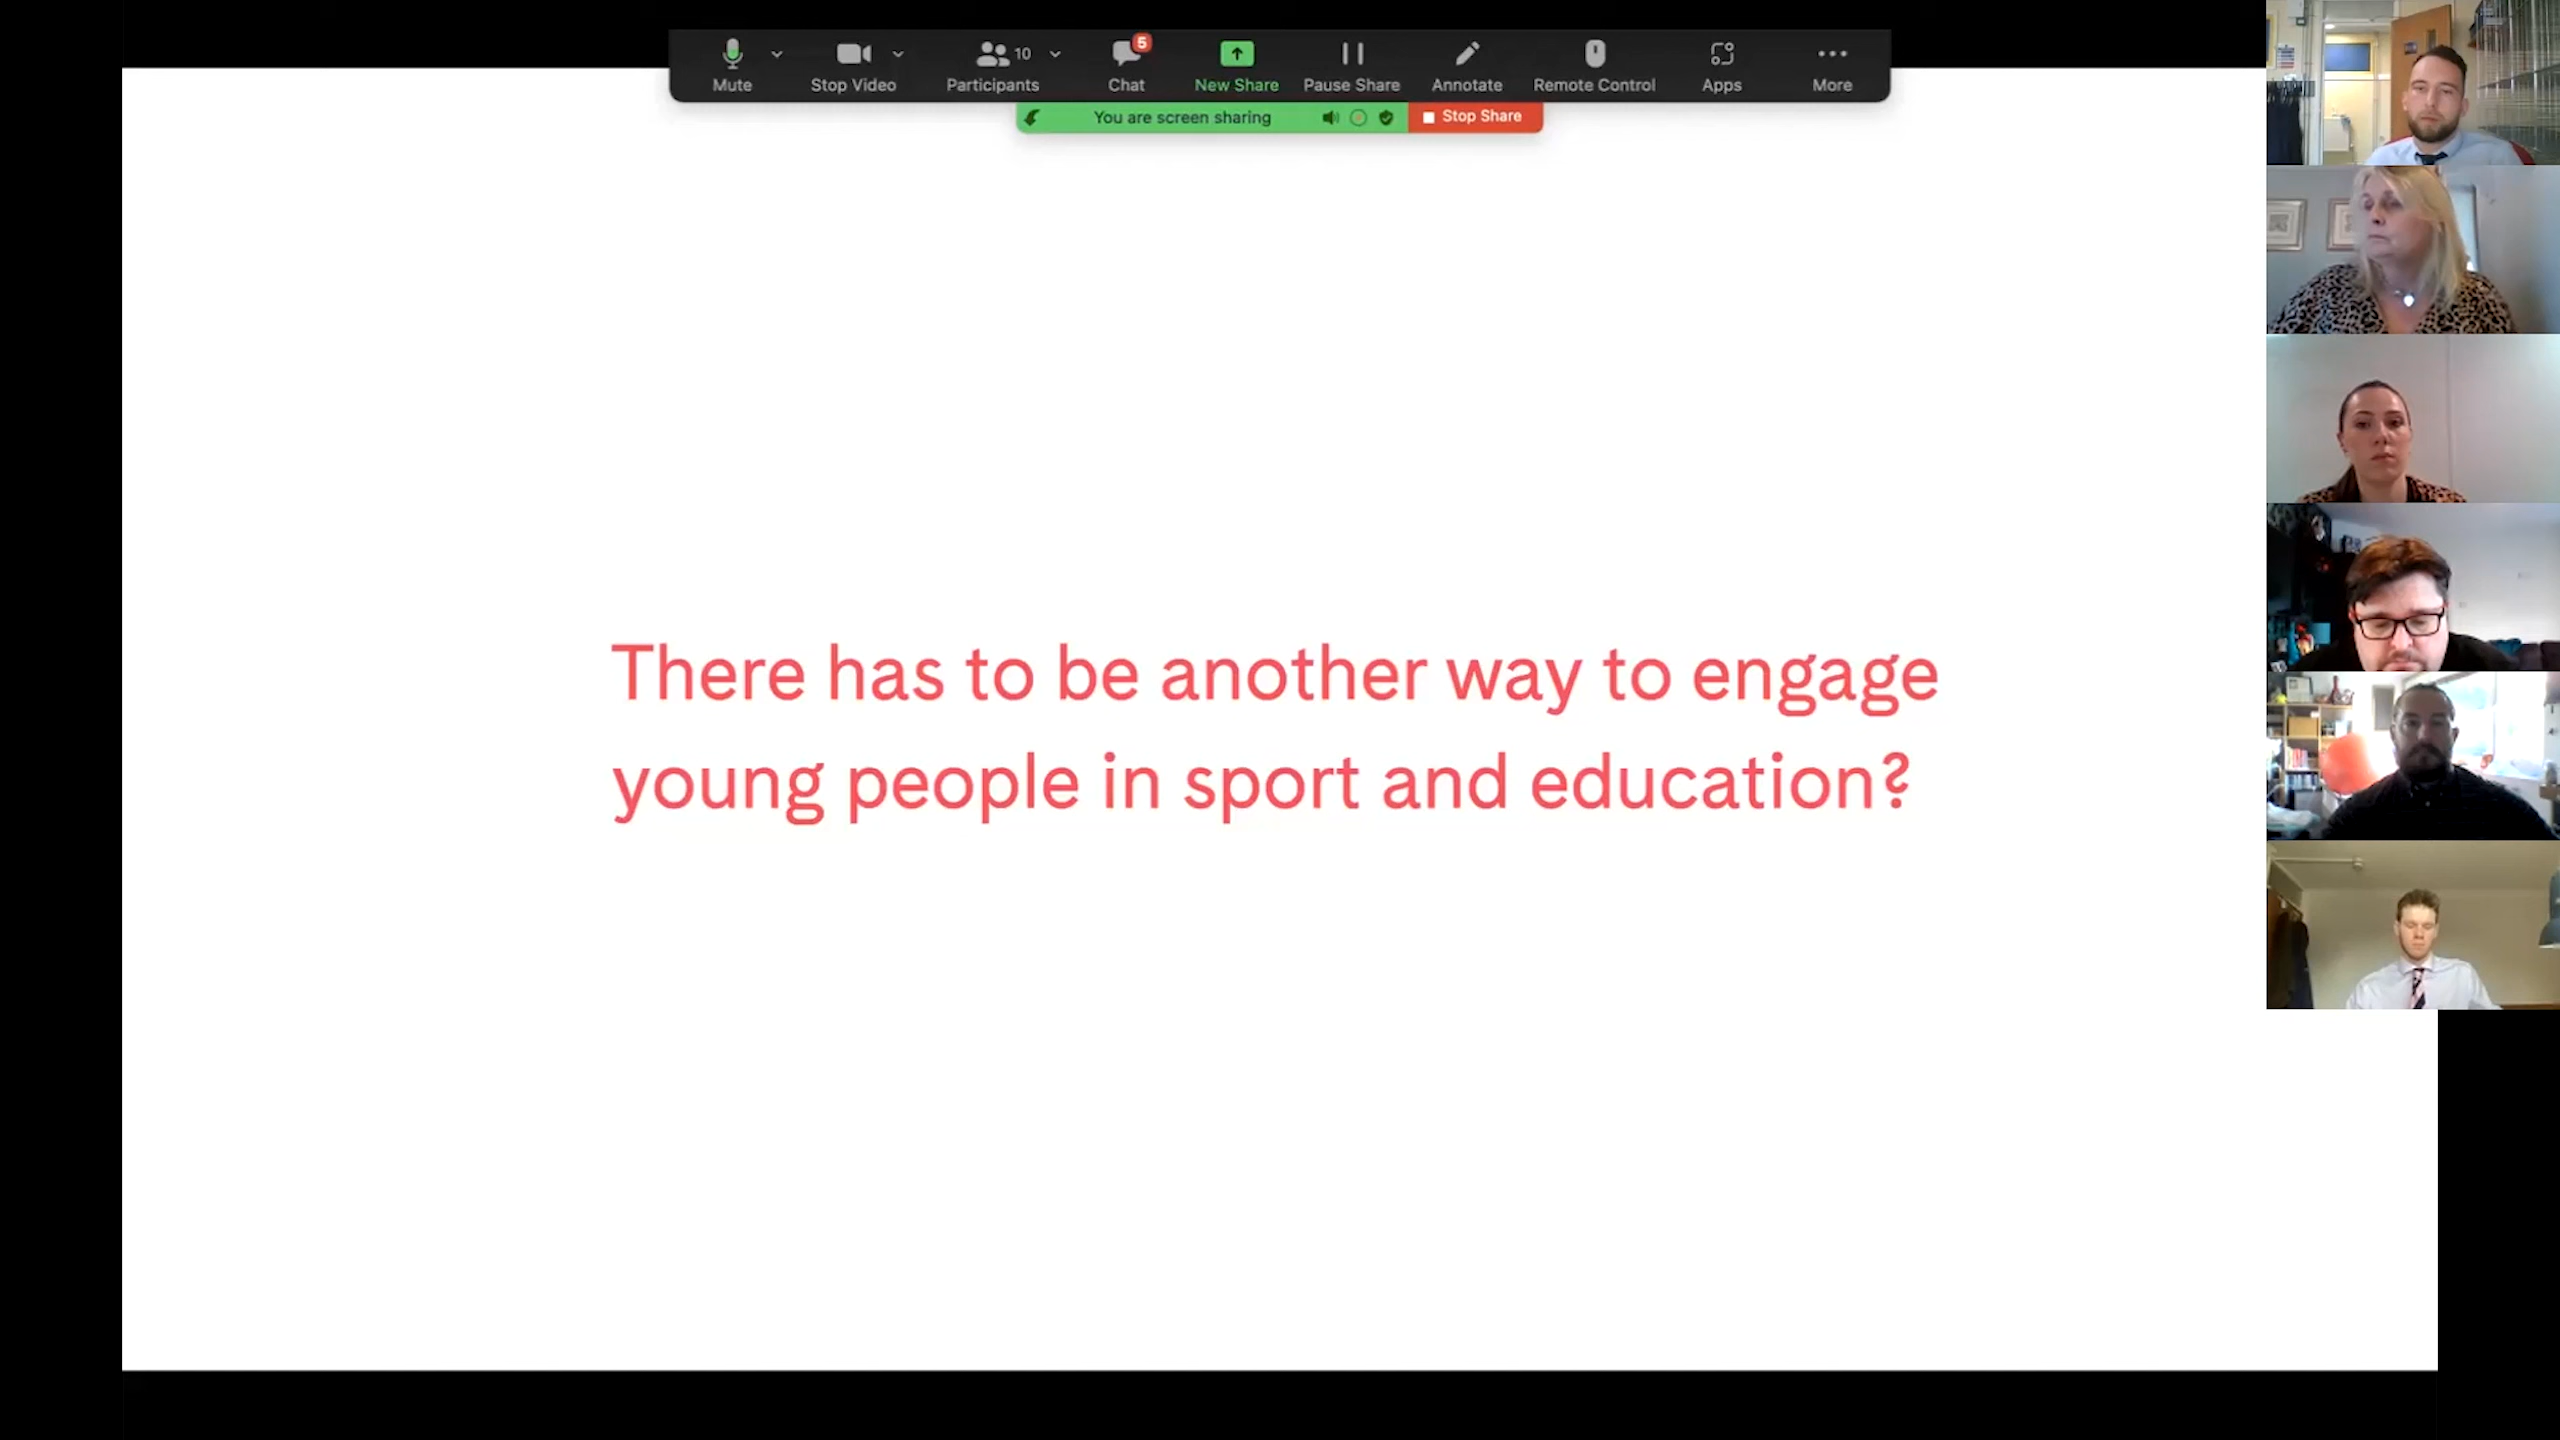 5
10
Mute
Stop Video
Participants
Chat
New Share
Pause Share
Annotate
Remote Control
Apps
More
You are screen sharing
Stop Share
There has to be another way to engage
young people in sport and education?